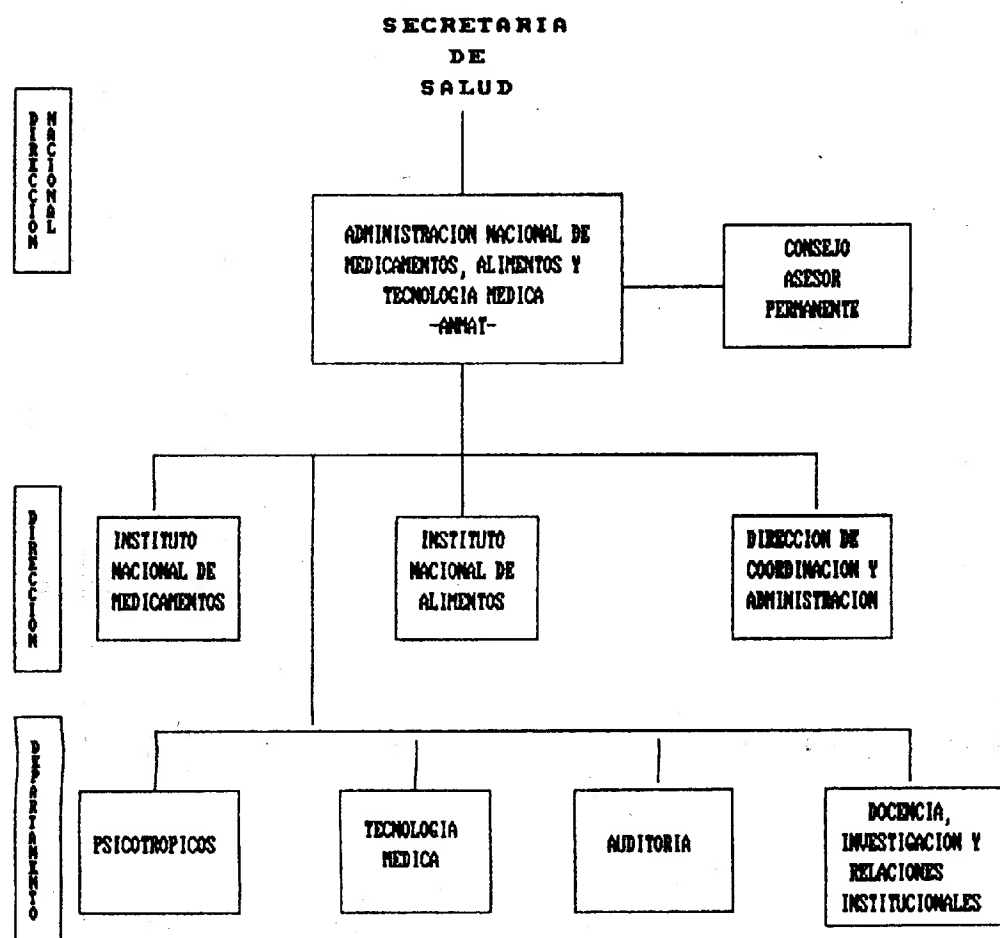 SECRETARIA
DE
SALUD
DIRECCION
NACIONAL
ADMINISTRACION NACIONAL DE
MEDICAMENTOS, ALIMENTOS Y
TECNOLOGIA MEDICA
-ANMAT-
CONSEJO
ASESOR
PERMANENTE
DIRECCION
INSTITUTO
NACIONAL DE
MEDICAMENTOS
INSTITUTO
NACIONAL DE
ALIMENTOS
DIRECCION DE
COORDINACION Y
ADMINISTRACION
DEPARTAMENTO
PSICOTROPICOS
TECNOLOGIA
MEDICA
AUDITORIA
DOCENCIA,
INVESTIGACION Y
RELACIONES
INSTITUCIONALES